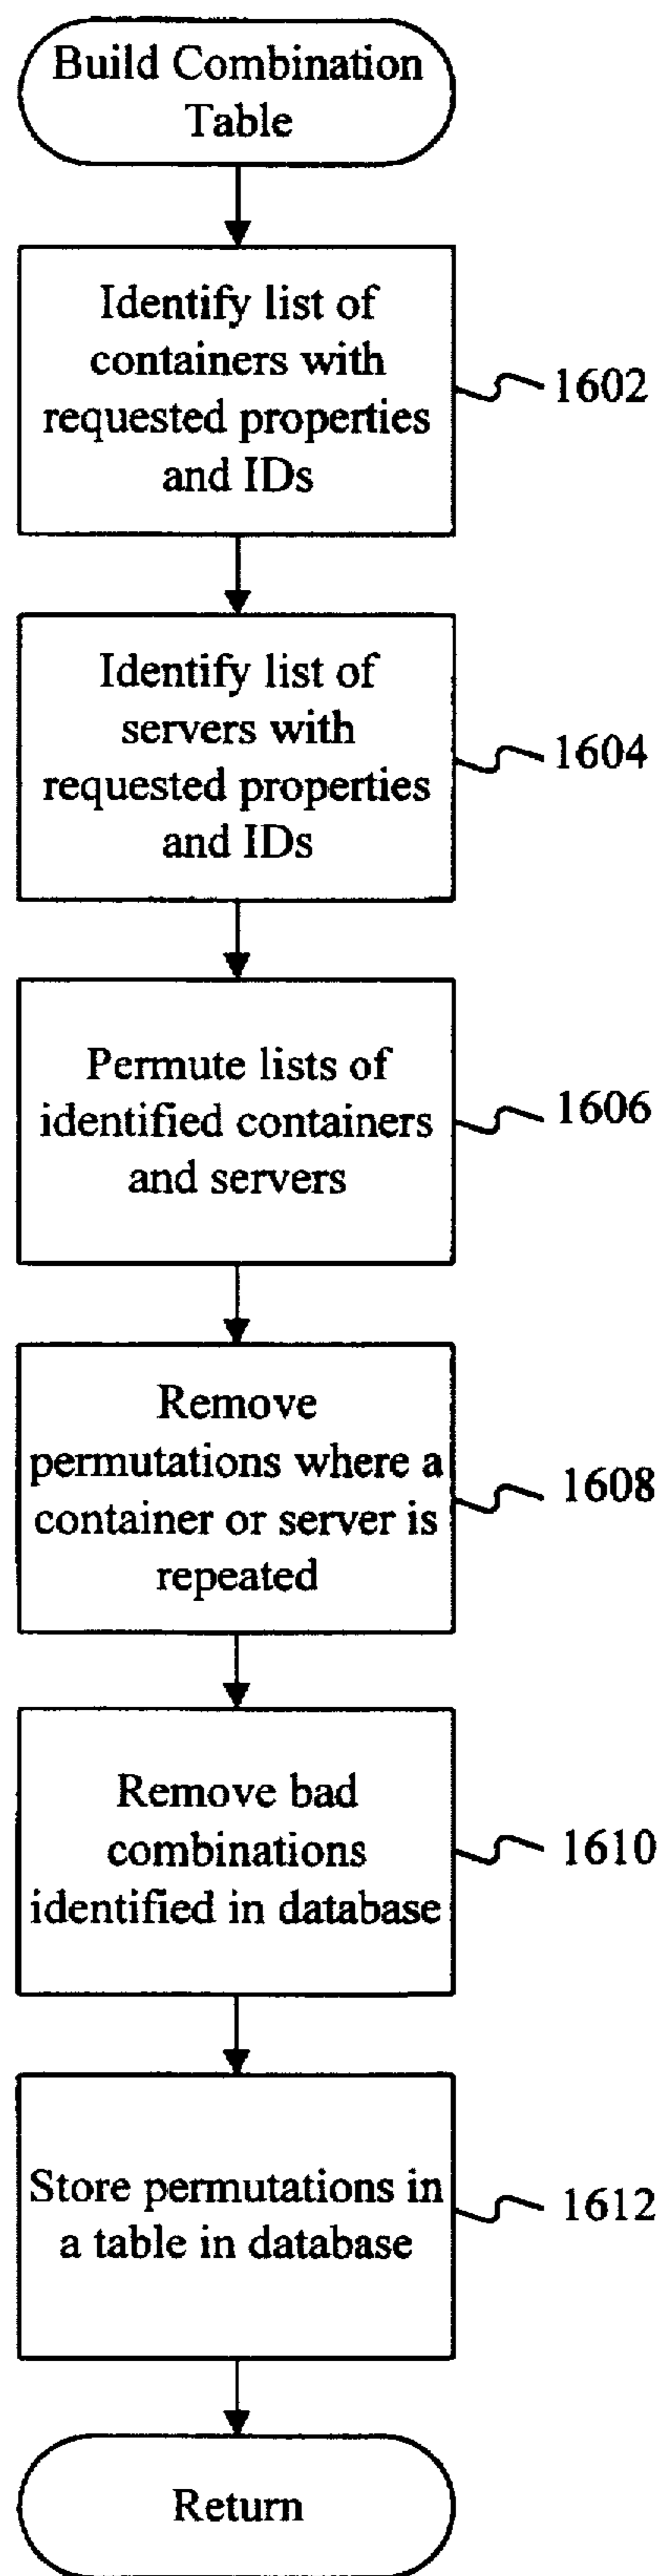 Build Combination
Table
Identify list of
containers with
requested properties
and IDs
1602
Identify list of
servers with
requested properties
and IDs
1604
Permute lists of
identified containers
and servers
1606
Remove
permutations where a
container or server is
repeated
1608
Remove bad
combinations
identified in database
1610
Store permutations in
a table in database
1612
Return